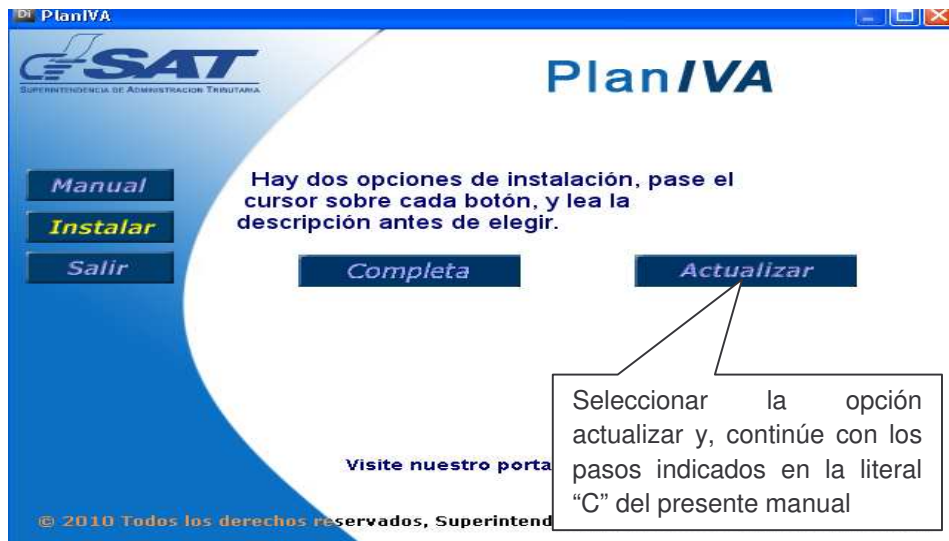 PlanIVA
SAT
SUPERINTENDENCIA DE ADMINISTRACION TRIBUTARIA
PlanIVA
Manual
Instalar
Salir
Hay dos opciones de instalación, pase el
cursor sobre cada botón, y lea la
descripción antes de elegir.
Completa
Actualizar
Seleccionar la opción
actualizar y, continúe con los
pasos indicados en la literal
“C” del presente manual
Visite nuestro porta
© 2010 Todos los derechos reservados, Superintend